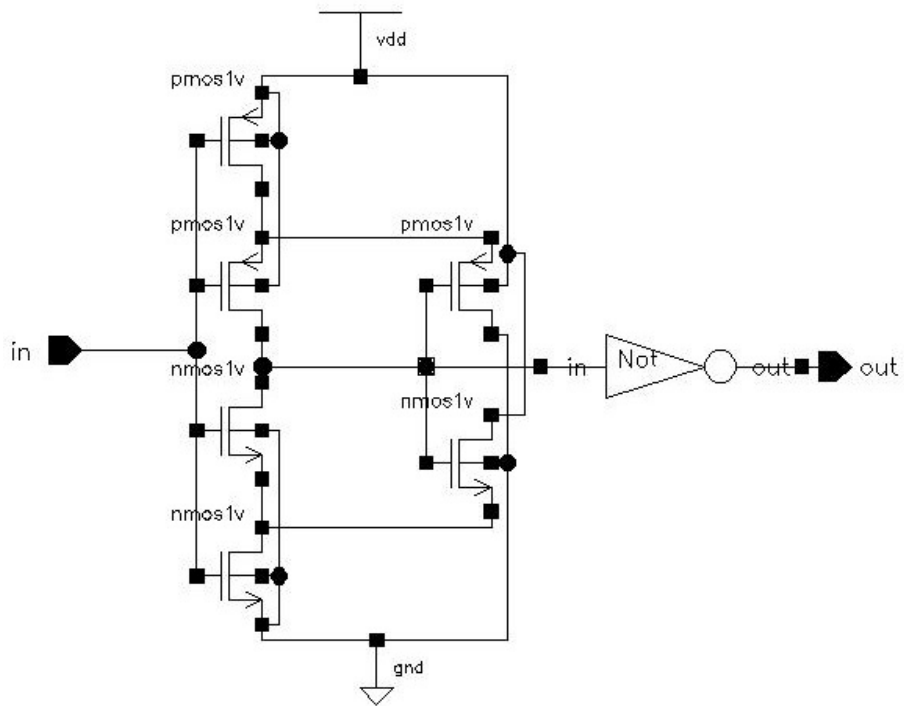 vdd
pmos1v
pmos1v pmos1v
in
nmos1v
in Not out out
nmos1v
nmos1v
gnd